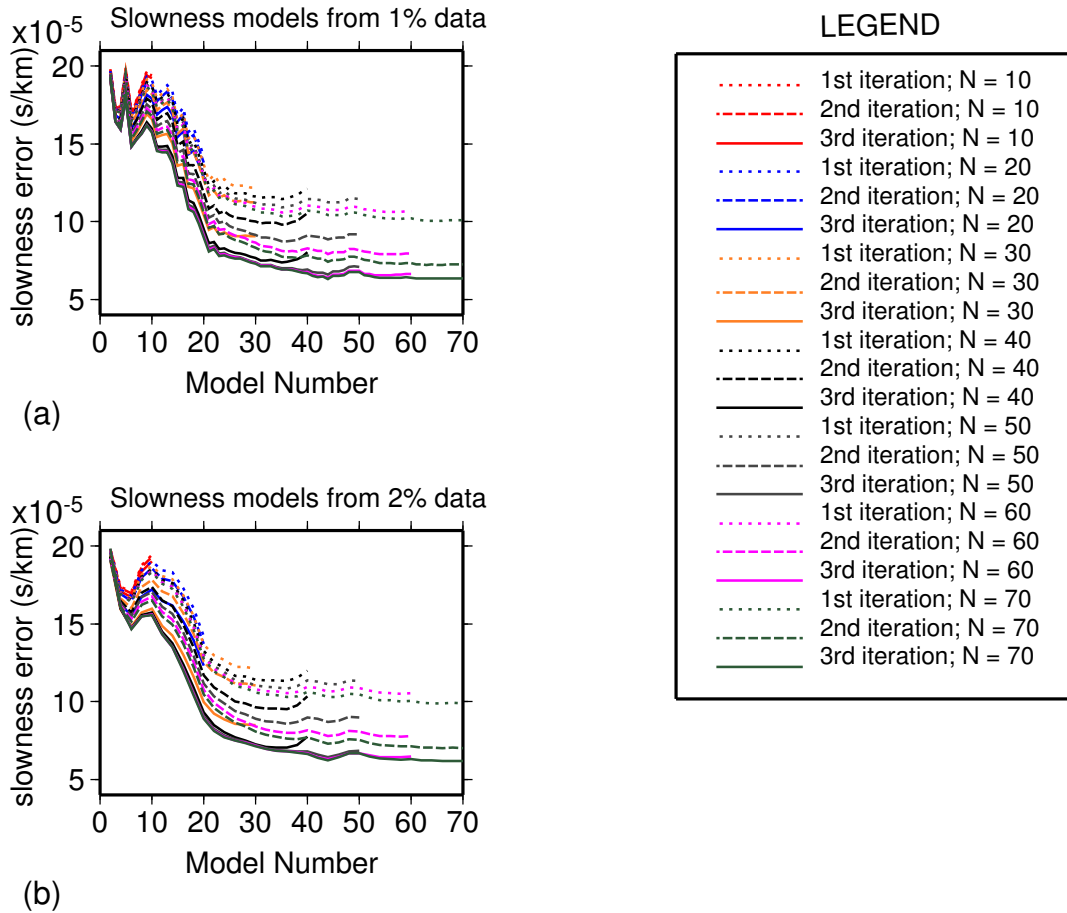 Slowness models from 1% data
x10-5
slowness error (s/km)
20
15
10
5
0 10 20 30 40 50 60 70
Model Number
(a)
Slowness models from 2% data
x10-5
slowness error (s/km)
20
15
10
5
0 10 20 30 40 50 60 70
Model Number
(b)
LEGEND
1st iteration; N = 10
2nd iteration; N = 10
3rd iteration; N = 10
1st iteration; N = 20
2nd iteration; N = 20
3rd iteration; N = 20
1st iteration; N = 30
2nd iteration; N = 30
3rd iteration; N = 30
1st iteration; N = 40
2nd iteration; N = 40
3rd iteration; N = 40
1st iteration; N = 50
2nd iteration; N = 50
3rd iteration; N = 50
1st iteration; N = 60
2nd iteration; N = 60
3rd iteration; N = 60
1st iteration; N = 70
2nd iteration; N = 70
3rd iteration; N = 70